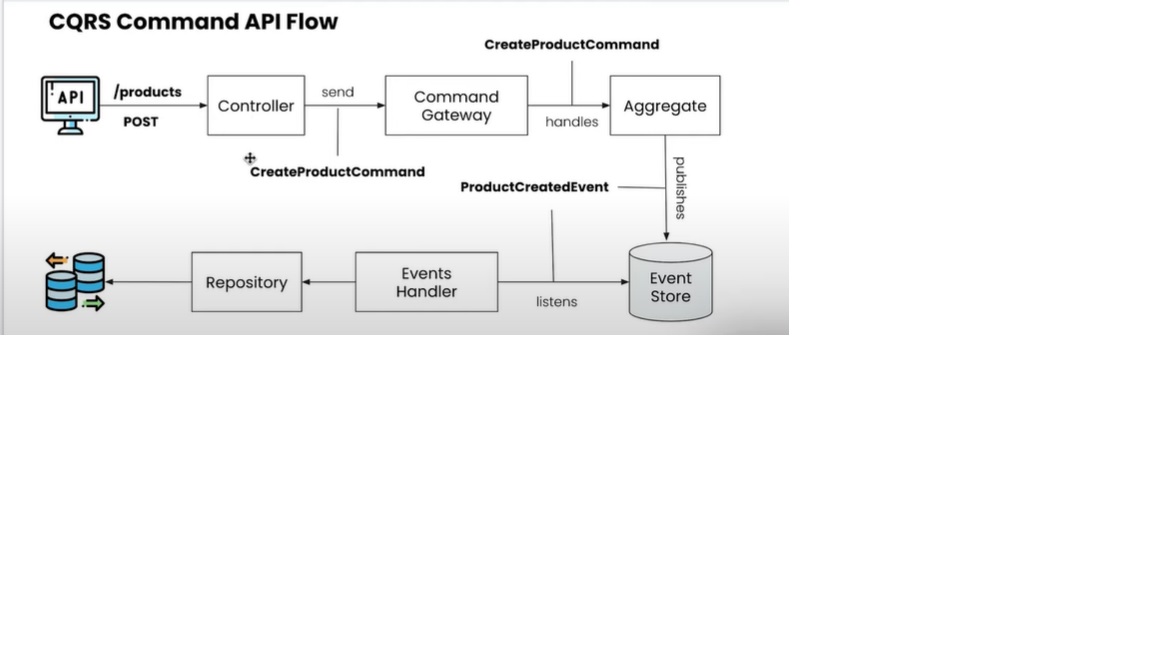 CQRS Command API Flow
CreateProductCommand
API
/products
POST
Controller
send
Command
Gateway
handles
Aggregate
CreateProductCommand
ProductCreatedEvent
publishes
Repository
Events
Handler
listens
Event
Store